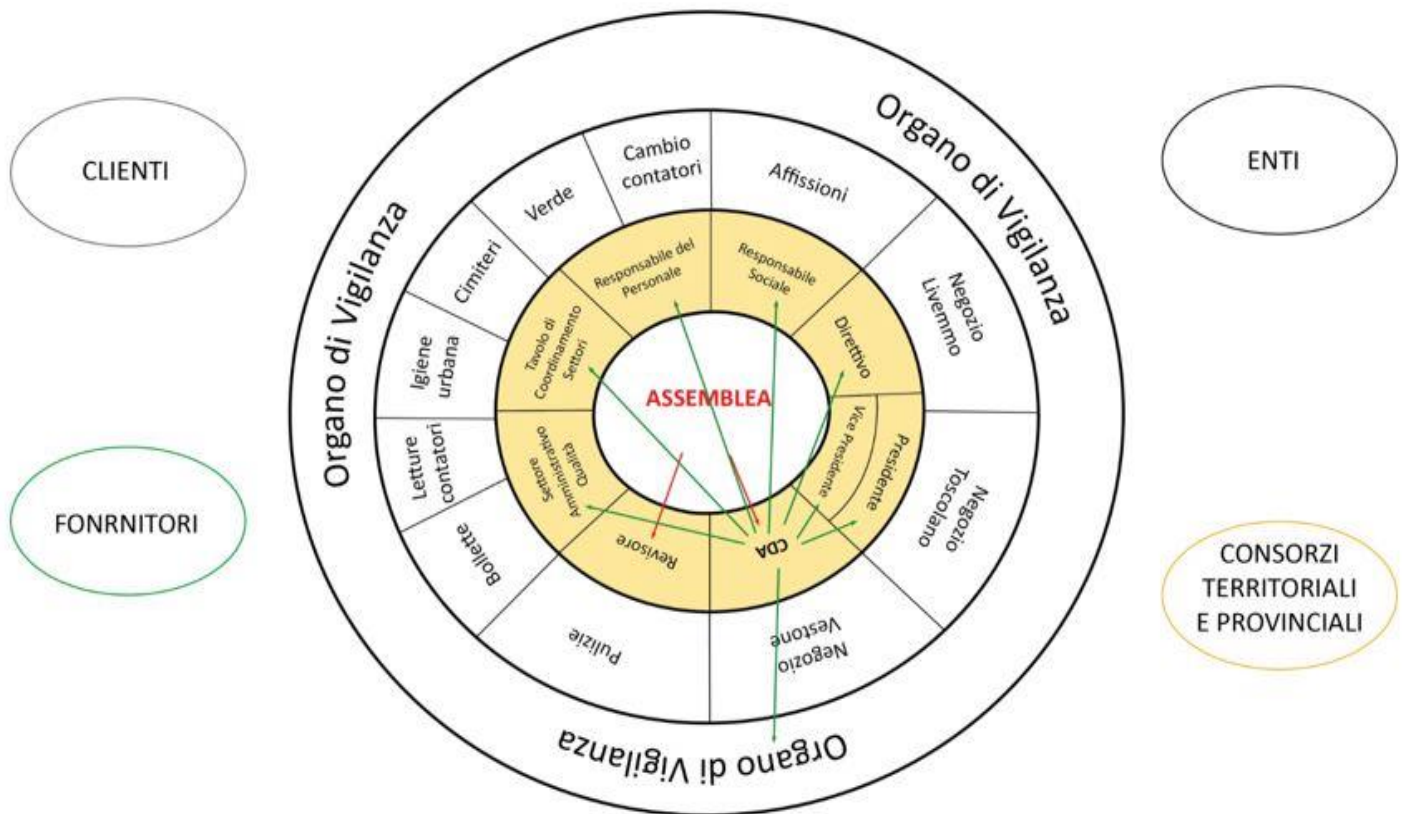 CLIENTI
ENTI
FONRNITORI
CONSORZI
TERRITORIALI
E PROVINCIALI
Organo di Vigilanza
Organo di Vigilanza
Organo di Vigilanza
Cambio
contatori
Affissioni
Negozio
Livemmo
Negozio
Toscolano
Negozio
Vestone
Pulizie
Bollette
Letture
contatori
Igiene
urbana
Cimiteri
Verde
Responsabile del
Personale
Responsabile
Sociale
Direttivo
Presidente
Vice Presidente
CDA
Revisore
Settore
Amministrativo
Qualità
Tavolo di
Coordinamento
Settori
ASSEMBLEA